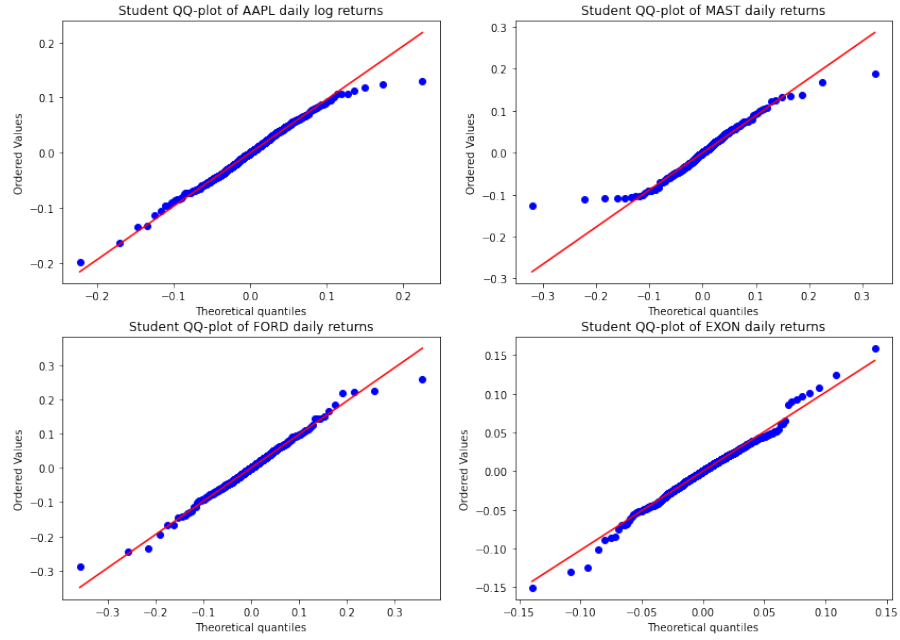 Student QQ-plot of AAPL daily log returns
Ordered Values
0.2
0.1
0.0
−0.1
−0.2
−0.2 −0.1 0.0 0.1 0.2
Theoretical quantiles
Student QQ-plot of MAST daily returns
Ordered Values
0.3
0.2
0.1
0.0
−0.1
−0.2
−0.3
−0.3 −0.2 −0.1 0.0 0.1 0.2 0.3
Theoretical quantiles
Student QQ-plot of FORD daily returns
Ordered Values
0.3
0.2
0.1
0.0
−0.1
−0.2
−0.3
−0.3 −0.2 −0.1 0.0 0.1 0.2 0.3
Theoretical quantiles
Student QQ-plot of EXON daily returns
Ordered Values
0.15
0.10
0.05
0.00
−0.05
−0.10
−0.15
−0.15 −0.10 −0.05 0.00 0.05 0.10 0.15
Theoretical quantiles